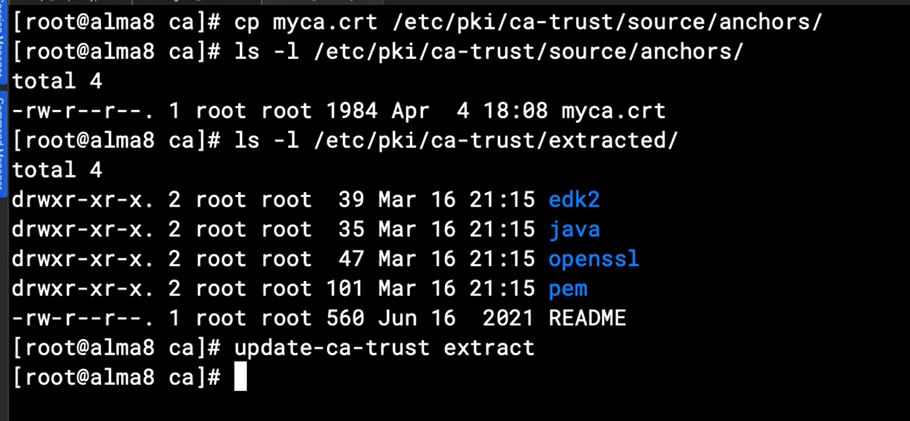 [root@alma8 ca]# cp myca.crt /etc/pki/ca-trust/source/anchors/
[root@alma8 ca]# ls -l /etc/pki/ca-trust/source/anchors/
total 4
-rw-r--r--. 1 root root 1984 Apr  4 18:08 myca.crt
[root@alma8 ca]# ls -l /etc/pki/ca-trust/extracted/
total 4
drwxr-xr-x. 2 root root  39 Mar 16 21:15 edk2
drwxr-xr-x. 2 root root  35 Mar 16 21:15 java
drwxr-xr-x. 2 root root  47 Mar 16 21:15 openssl
drwxr-xr-x. 2 root root 101 Mar 16 21:15 pem
-rw-r--r--. 1 root root 560 Jun 16  2021 README
[root@alma8 ca]# update-ca-trust extract
[root@alma8 ca]#